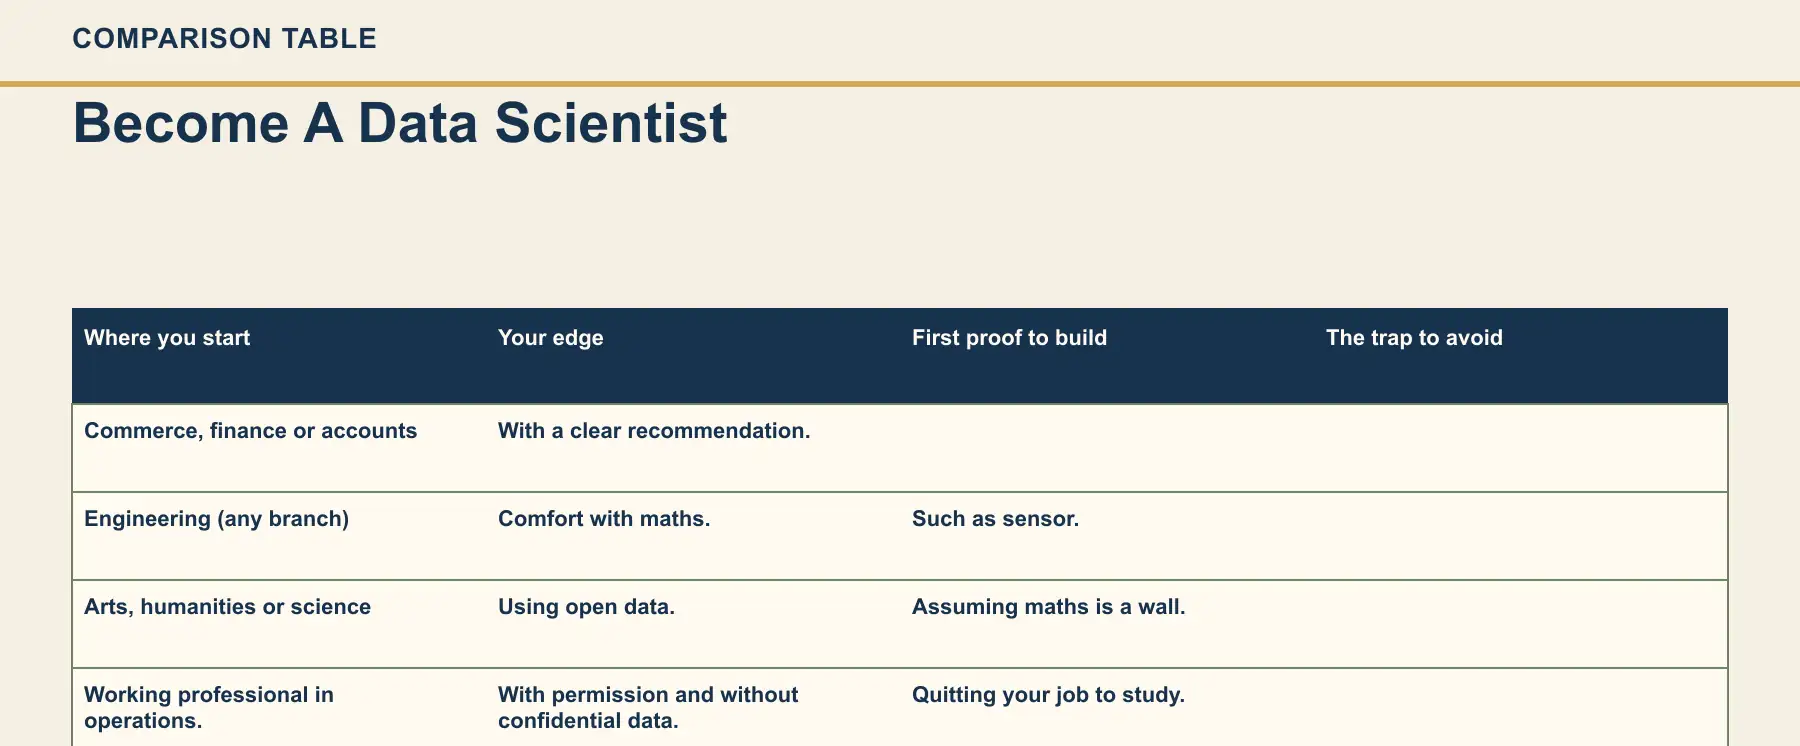 COMPARISON TABLE
Become A Data Scientist
Where you start Your edge First proof to build The trap to avoid
Commerce, finance or accounts With a clear recommendation.
Engineering (any branch) Comfort with maths. Such as sensor.
Arts, humanities or science Using open data. Assuming maths is a wall.
Working professional in With permission and without Quitting your job to study.
operations. confidential data.